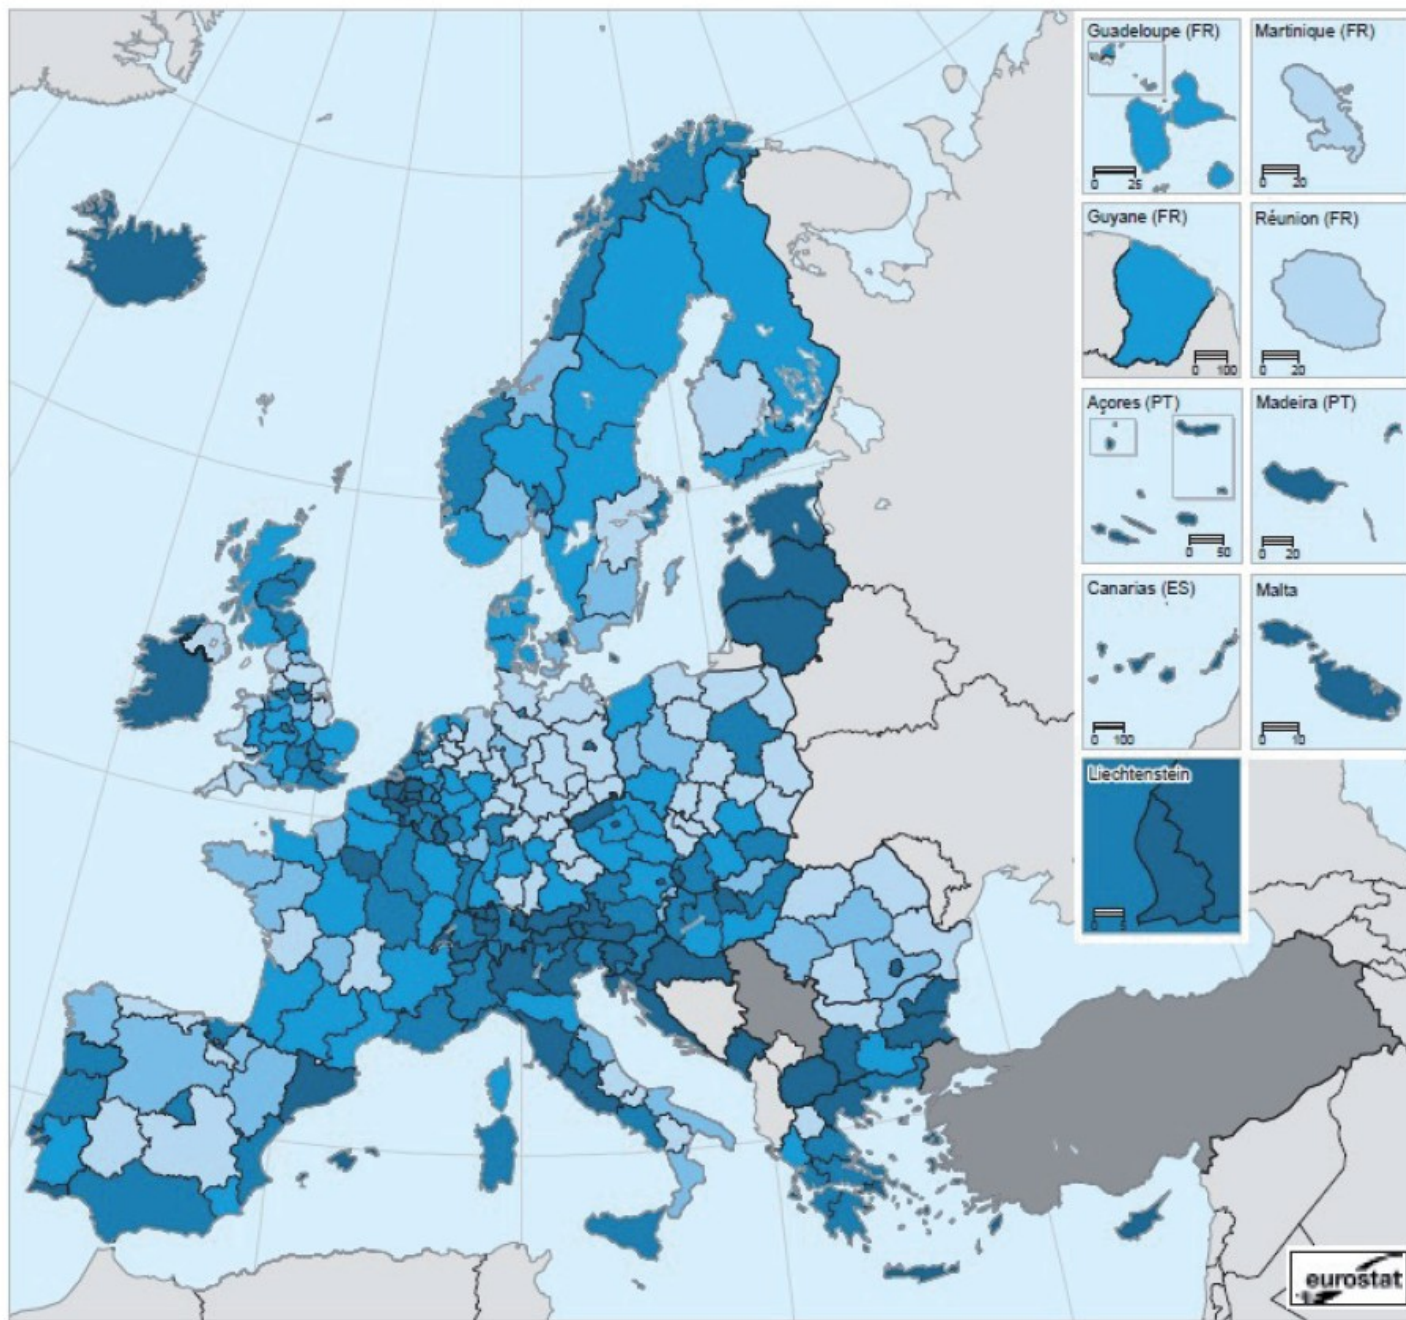 Guadeloupe (FR)
0 25
Martinique (FR)
0 20
Guyane (FR)
0 100
Réunion (FR)
0 20
Açores (PT)
0 50
Madeira (PT)
0 20
Canarias (ES)
0 100
Malta
0 10
Liechtenstein
eurostat